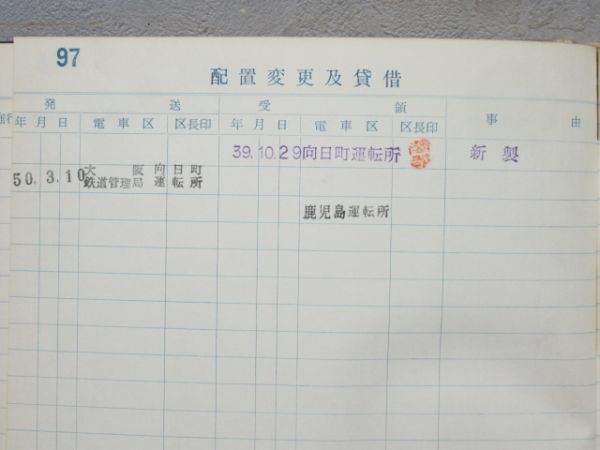 97
配置変更及貸借
発 送 受 領 事 由
年 月 日 電車区 区長印 年 月 日 電車区 区長印
39.10.29 向日町運転所 新製
50.3.10 大阪鉄道管理局 向日町運転所
鹿児島運転所